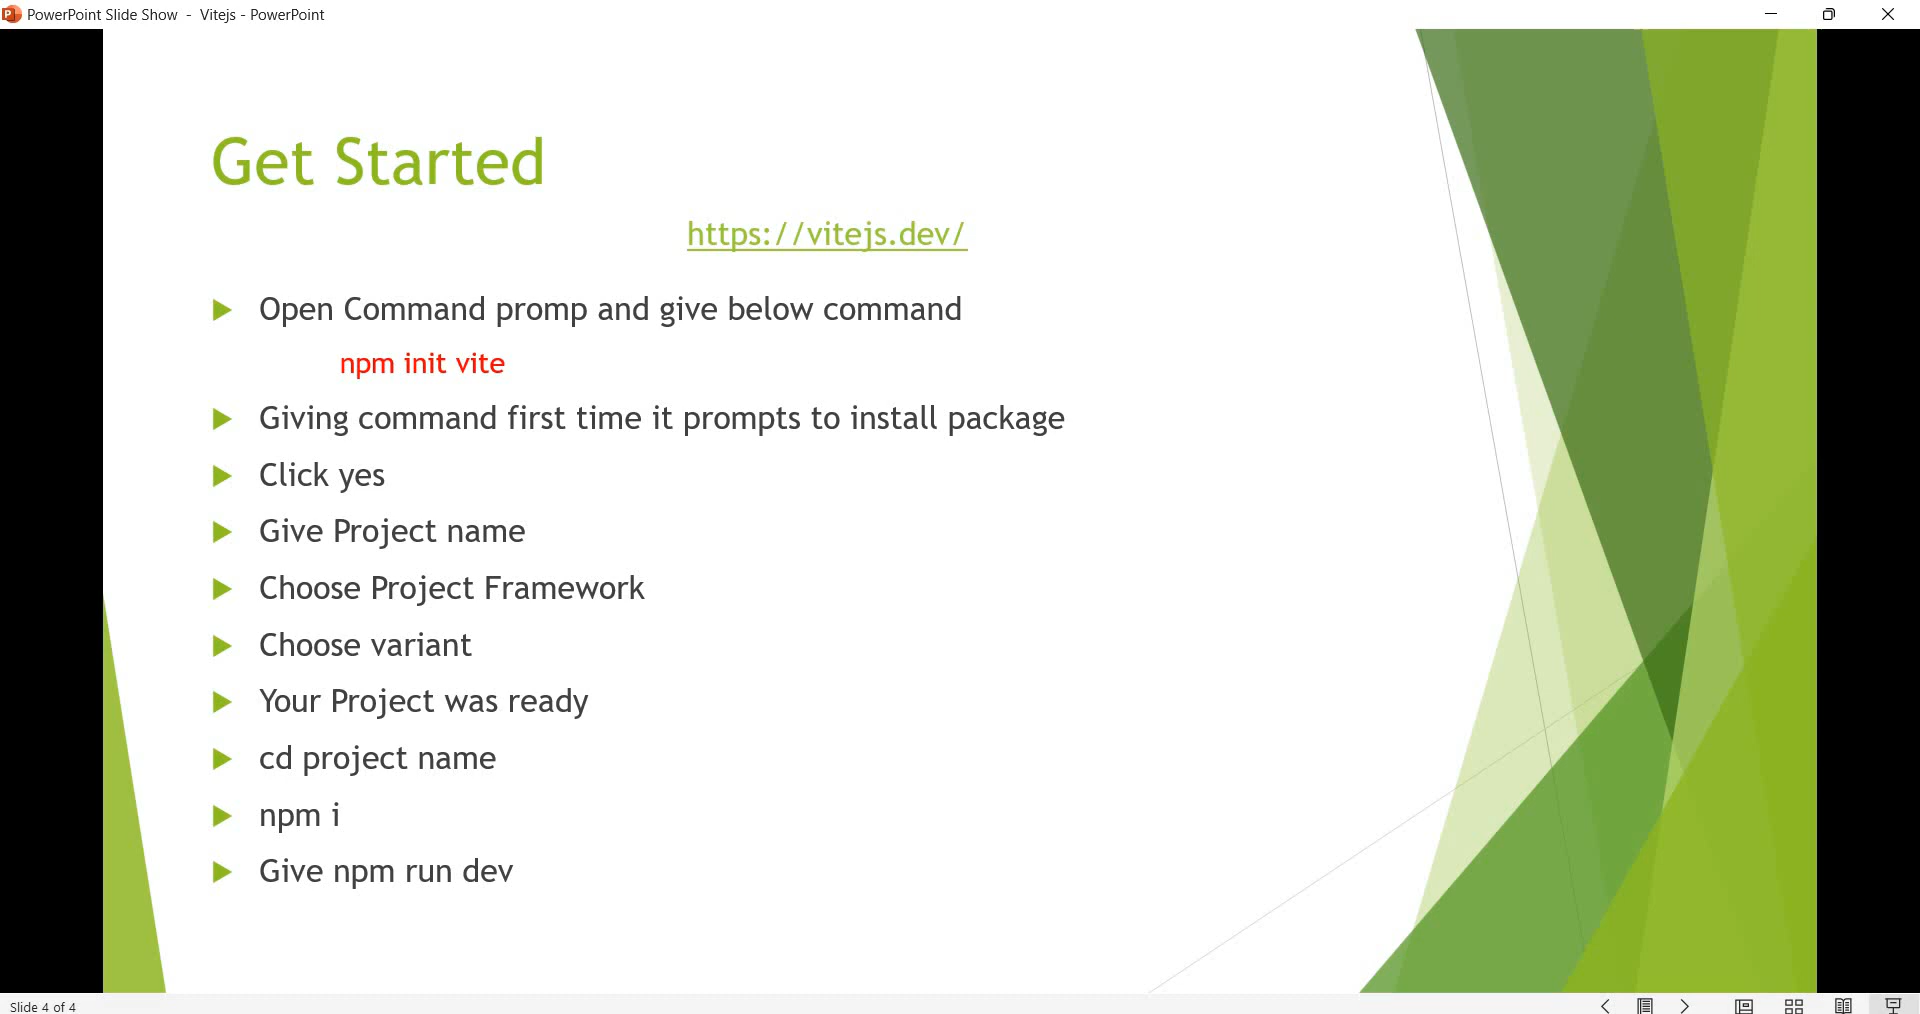 PowerPoint Slide Show - Vitejs - PowerPoint
Get Started
https://vitejs.dev/
Open Command promp and give below command
npm init vite
Giving command first time it prompts to install package
Click yes
Give Project name
Choose Project Framework
Choose variant
Your Project was ready
cd project name
npm i
Give npm run dev
Slide 4 of 4